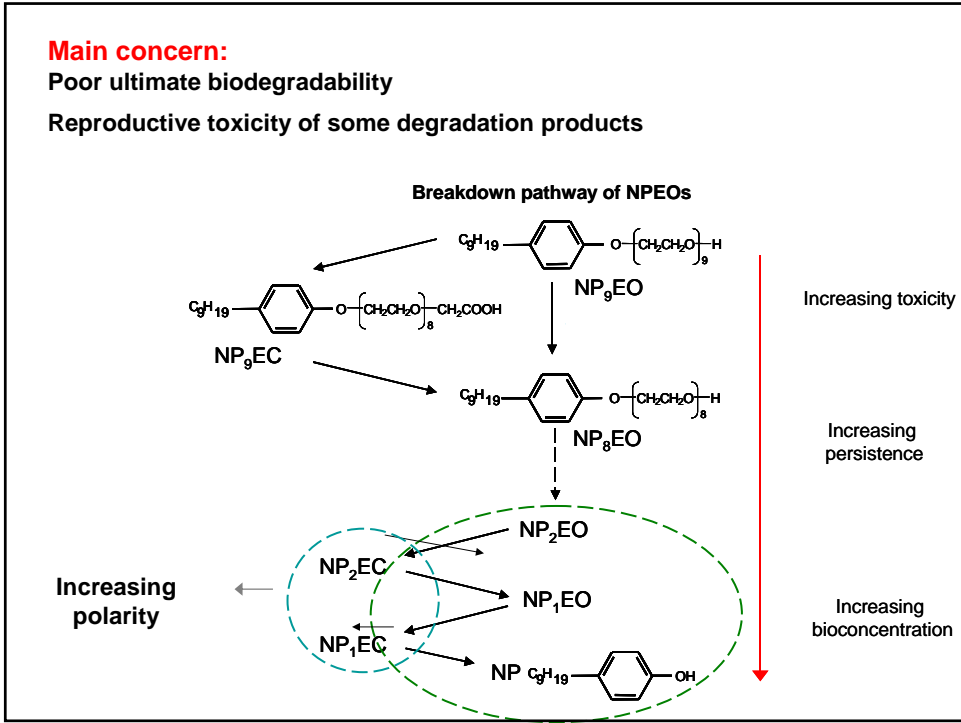 Main concern:
Poor ultimate biodegradability
Reproductive toxicity of some degradation products
Breakdown pathway of NPEOs
C₉H₁₉ O (CH₂CH₂O)₉ H
NP₉EO
Increasing toxicity
C₉H₁₉ O (CH₂CH₂O)₈ CH₂COOH
NP₉EC
C₉H₁₉ O (CH₂CH₂O)₈ H
NP₈EO
Increasing
persistence
NP₂EO
NP₂EC
Increasing
polarity
NP₁EO
Increasing
bioconcentration
NP₁EC
NP C₉H₁₉ OH